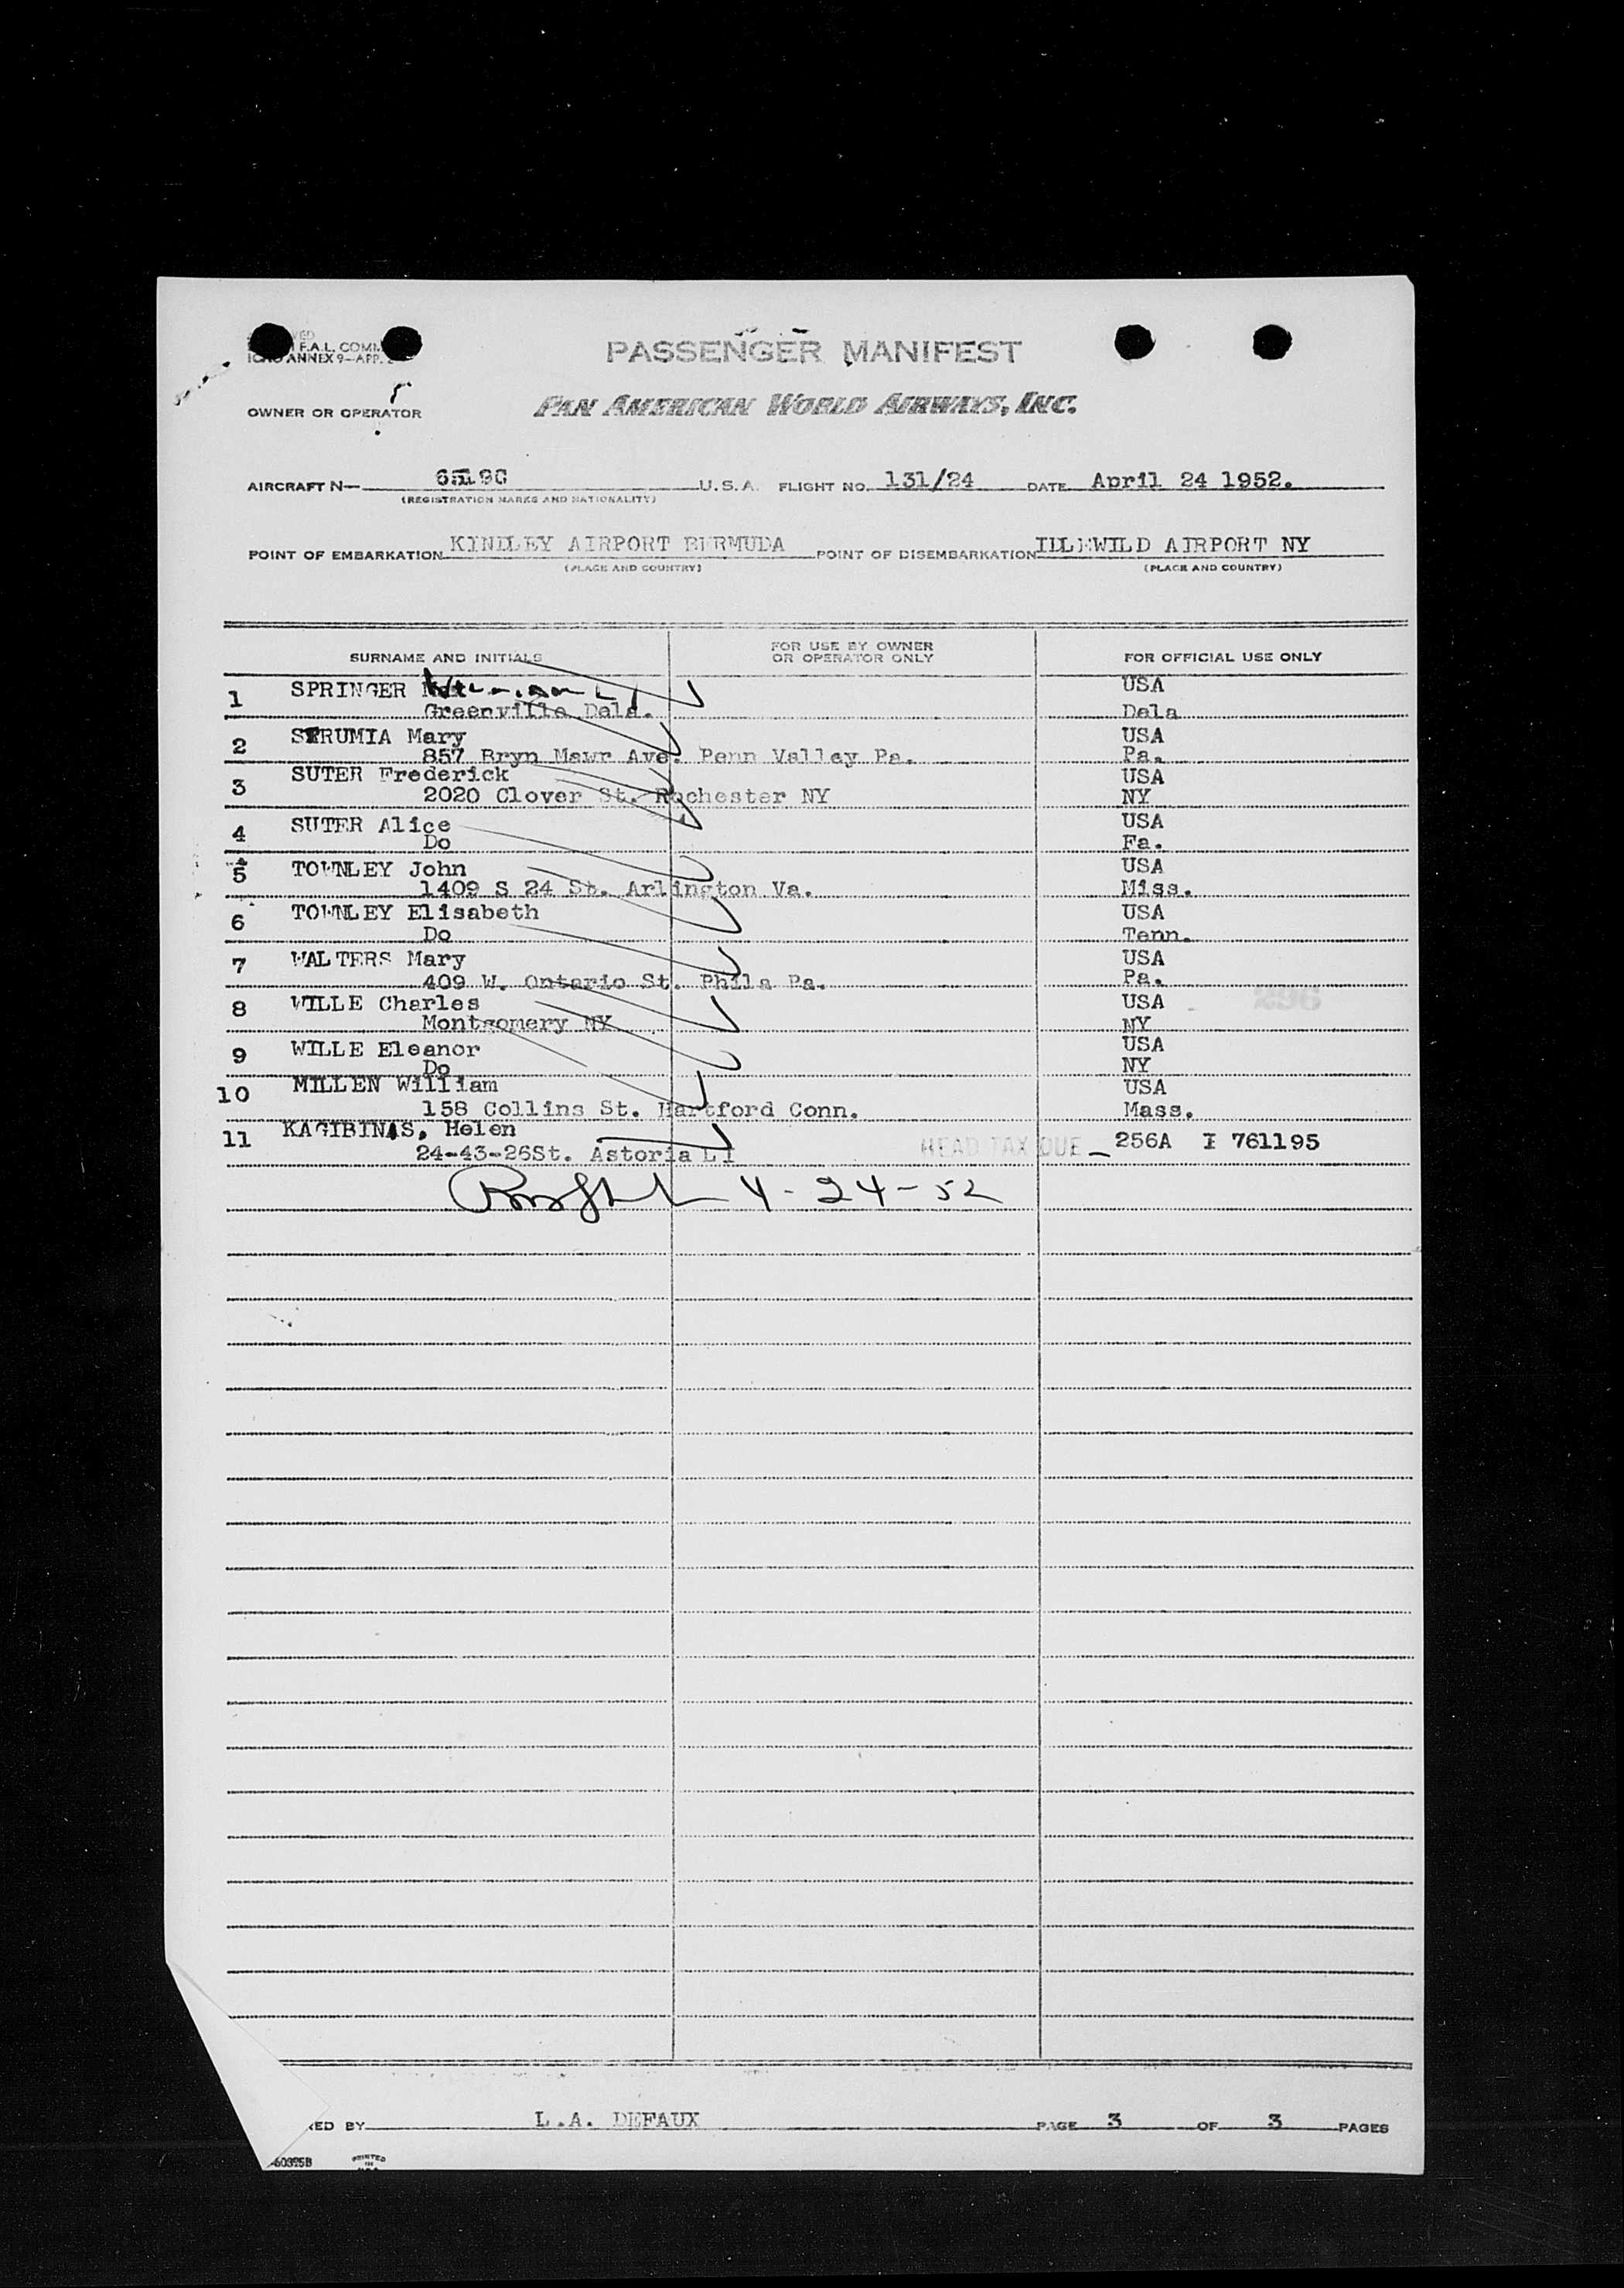 F.A.L. COMM.
ANNEX 9—APP.
PASSENGER MANIFEST
OWNER OR OPERATOR PAN AMERICAN WORLD AIRWAYS, INC.
AIRCRAFT N— U.S.A. FLIGHT NO. 131/24 DATE April 24 1952.
(REGISTRATION MARKS AND NATIONALITY)
POINT OF EMBARKATION KINDLEY AIRPORT BERMUDA POINT OF DISEMBARKATION IDLEWILD AIRPORT NY
(PLACE AND COUNTRY) (PLACE AND COUNTRY)
SURNAME AND INITIALS FOR USE BY OWNER OR OPERATOR ONLY FOR OFFICIAL USE ONLY
1 SPRINGER USA
Greenville Dela. Dela
2 STRUMIA Mary USA
857 Bryn Mawr Ave. Penn Valley Pa. Pa.
3 SUTER Frederick USA
2020 Clover St. Rochester NY NY
4 SUTER Alice USA
Do Pa.
5 TOWNLEY John USA
1409 S 24 St. Arlington Va. Miss.
6 TOWNLEY Elisabeth USA
Do Tenn.
7 WALTERS Mary USA
409 W. Ontario St. Phila Pa. Pa.
8 WILLE Charles USA 296
Montgomery NY NY
9 WILLE Eleanor USA
Do NY
10 MILLEN William USA
158 Collins St. Hartford Conn. Mass.
11 KAGIBINAS, Helen HEAD TAX DUE 256A I 761195
24-43-26St. Astoria LI
4-24-52
BY L.A. DEFAUX PAGE 3 OF 3 PAGES
PRINTED
IN